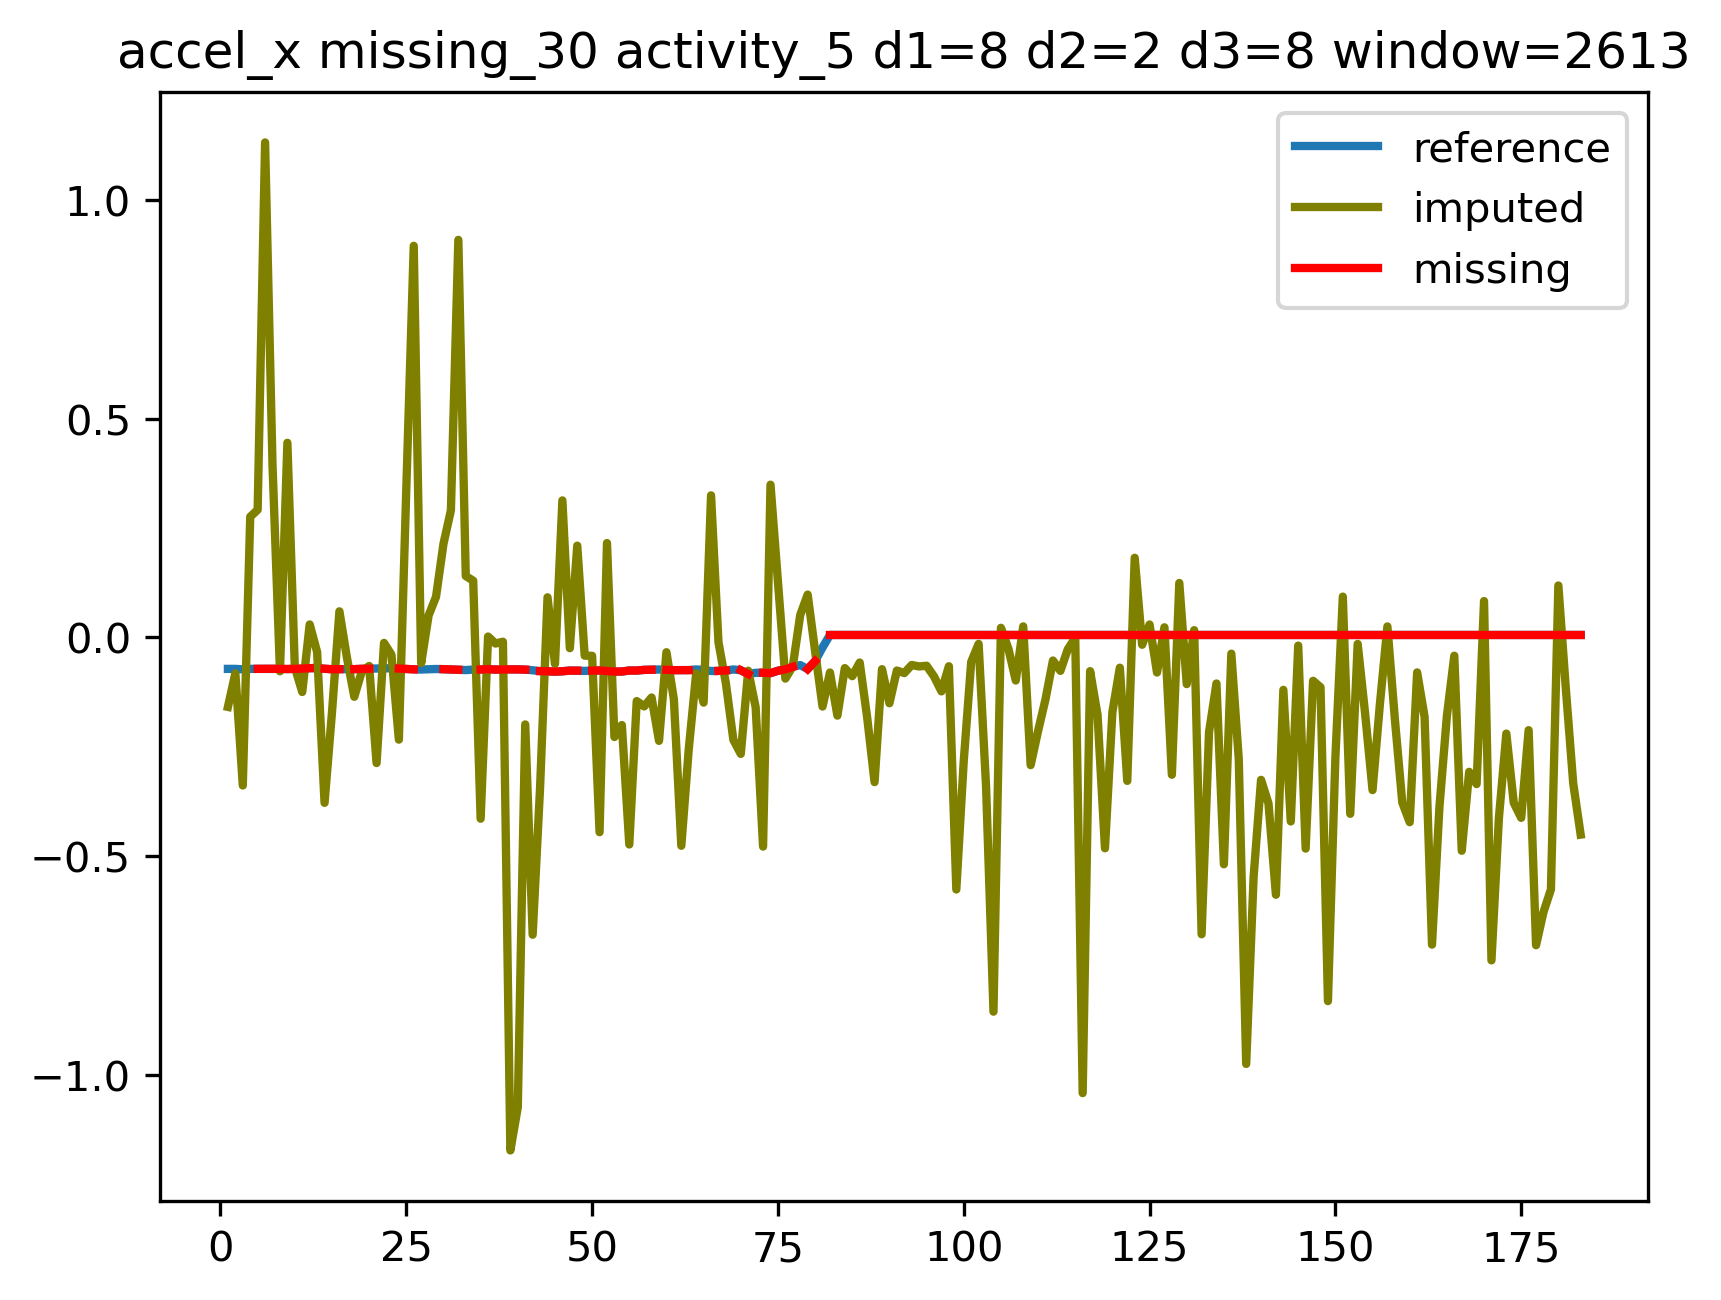 accel_x missing_30 activity_5 d1=8 d2=2 d3=8 window=2613
reference
imputed
missing
1.0
0.5
0.0
−0.5
−1.0
0 25 50 75 100 125 150 175